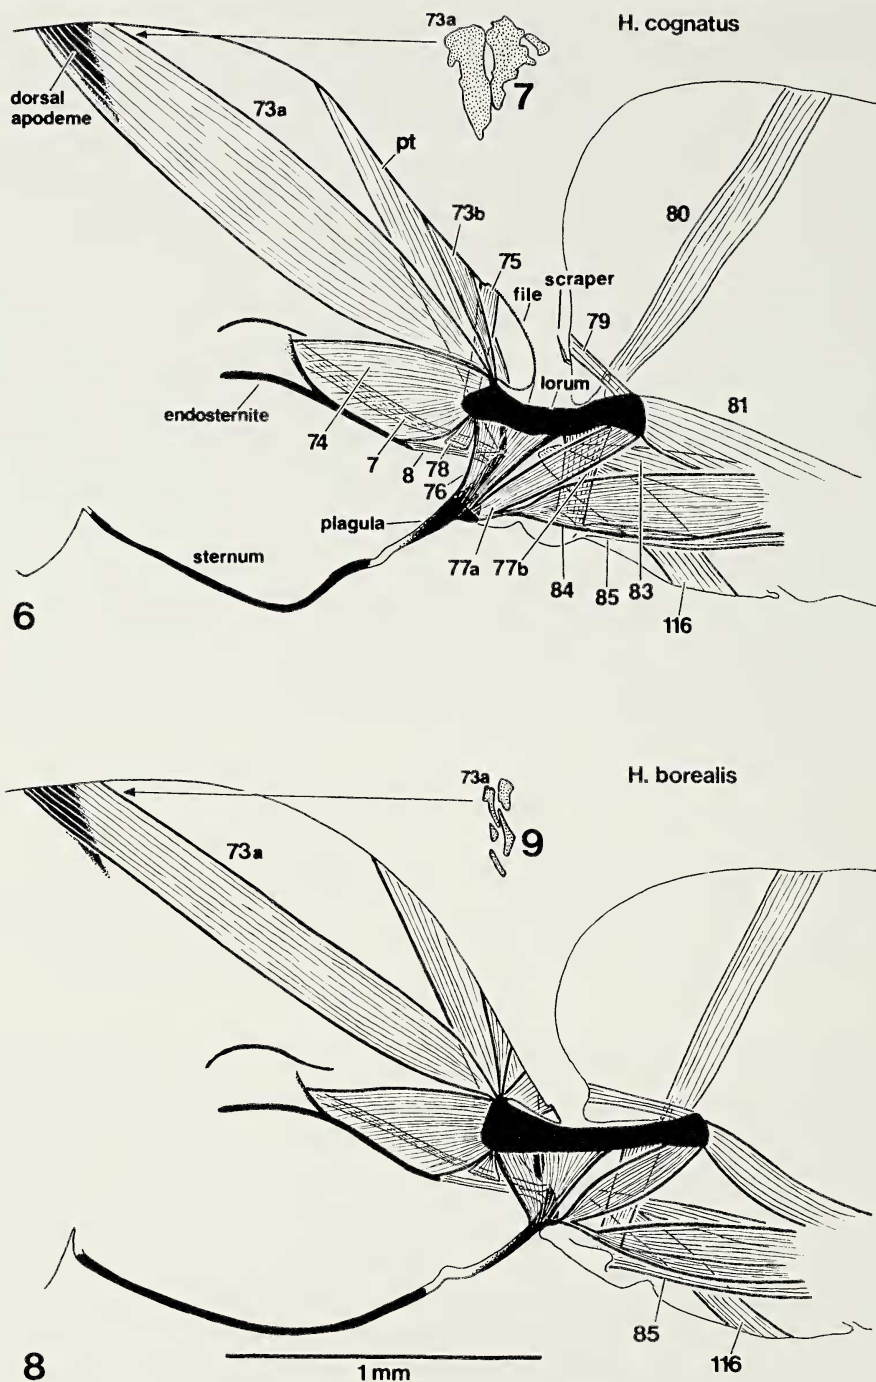 73a
H. cognatus
7
dorsal
apodeme
73a
pt
80
73b
75
scraper
file
79
lorum
81
endosternite
74
7
8
78
76
plagula
sternum
77a
77b
84
85
83
116
6
73a
H. borealis
9
73a
85
116
8
1 mm